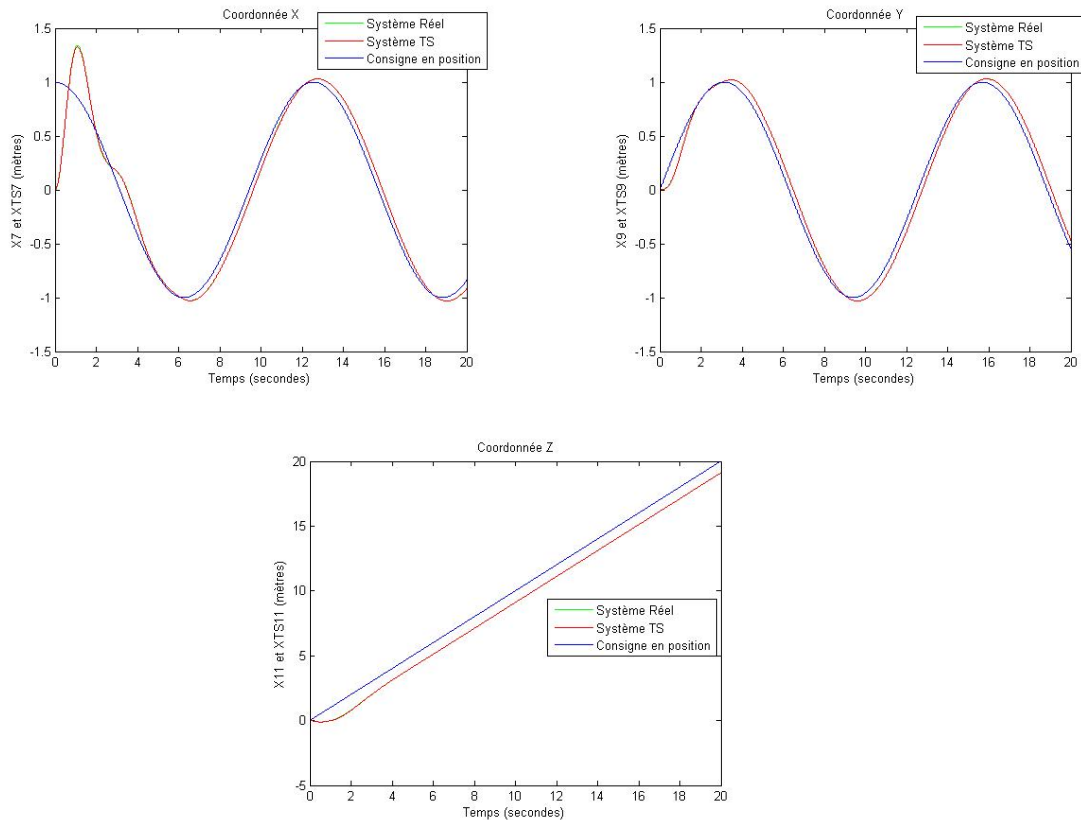 Coordonnée X
Système Réel
Système TS
Consigne en position
X7 et XTS7 (mètres)
1.5
1
0.5
0
-0.5
-1
-1.5
0 2 4 6 8 10 12 14 16 18 20
Temps (secondes)
Coordonnée Y
Système Réel
Système TS
Consigne en position
X9 et XTS9 (mètres)
1.5
1
0.5
0
-0.5
-1
-1.5
0 2 4 6 8 10 12 14 16 18 20
Temps (secondes)
Coordonnée Z
X11 et XTS11 (mètres)
20
15
10
5
0
-5
Système Réel
Système TS
Consigne en position
0 2 4 6 8 10 12 14 16 18 20
Temps (secondes)